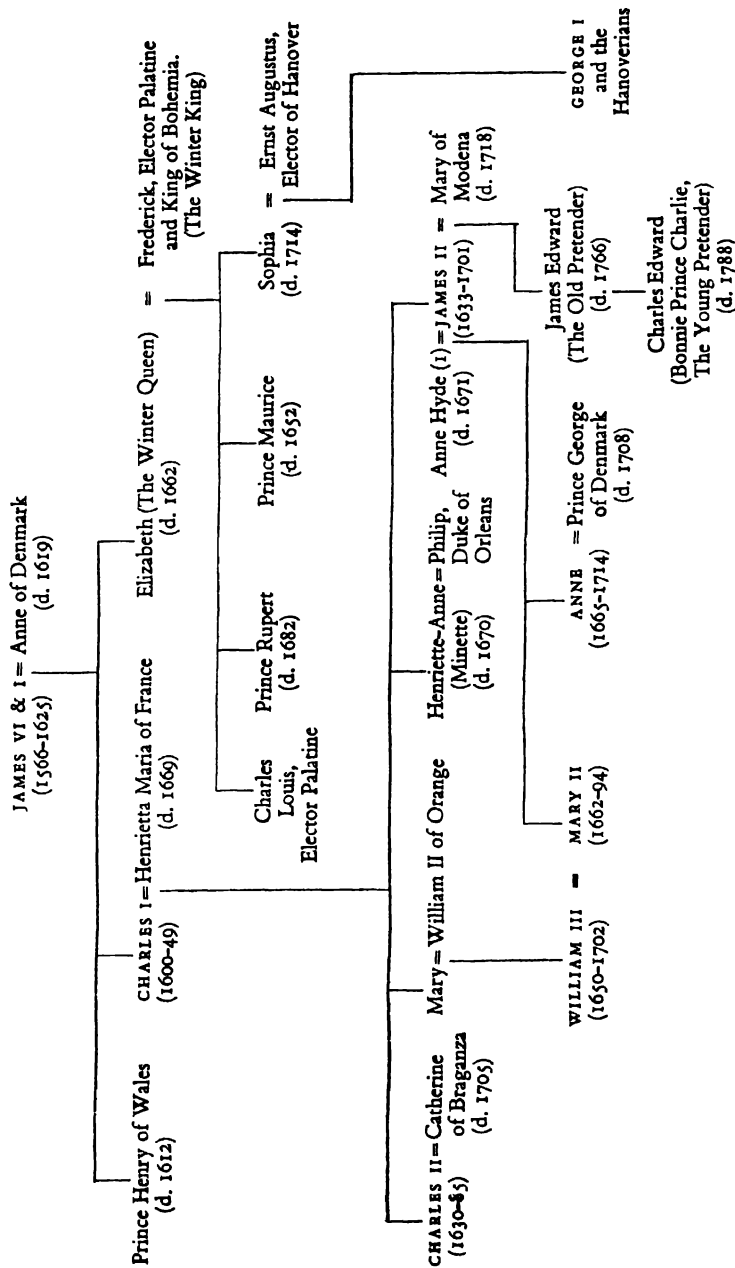 JAMES VI & I = Anne of Denmark
(1566–1625)
(d. 1619)
Prince Henry of Wales
(d. 1612)
CHARLES I = Henrietta Maria of France
(1600–49)
(d. 1669)
Elizabeth (The Winter Queen)
(d. 1662)
= Frederick, Elector Palatine
and King of Bohemia.
(The Winter King)
Charles
Louis,
Elector Palatine
Prince Rupert
(d. 1682)
Prince Maurice
(d. 1652)
Sophia
(d. 1714)
= Ernst Augustus,
Elector of Hanover
CHARLES II = Catherine
(1630–85)
of Braganza
(d. 1705)
Mary = William II of Orange
Henriette-Anne = Philip,
(Minette)
Duke of
(d. 1670)
Orleans
Anne Hyde (1) = JAMES II =
(d. 1671)
(1633–1701)
Mary of
Modena
(d. 1718)
WILLIAM III = MARY II
(1650–1702)
(1662–94)
ANNE = Prince George
(1665–1714)
of Denmark
(d. 1708)
James Edward
(The Old Pretender)
(d. 1766)
Charles Edward
(Bonnie Prince Charlie,
The Young Pretender)
(d. 1788)
GEORGE I
and the
Hanoverians